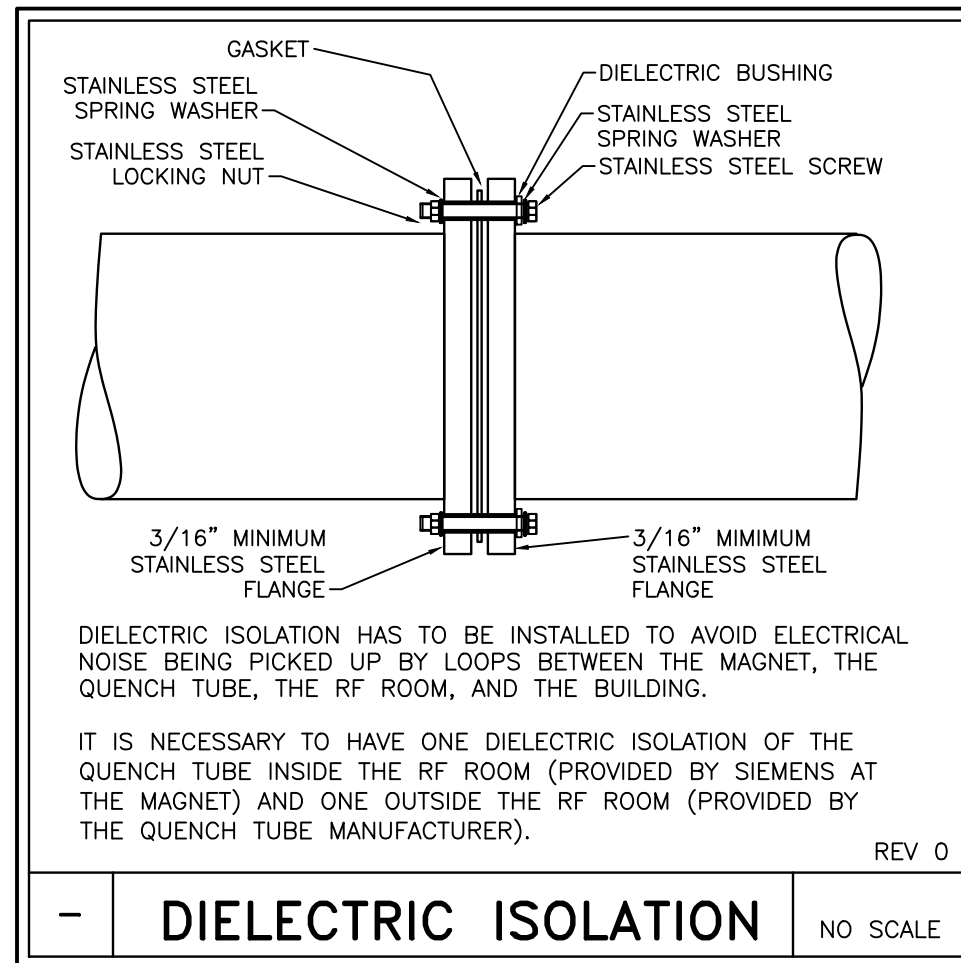 GASKET
STAINLESS STEEL
SPRING WASHER
STAINLESS STEEL
LOCKING NUT
DIELECTRIC BUSHING
STAINLESS STEEL
SPRING WASHER
STAINLESS STEEL SCREW
3/16" MINIMUM
STAINLESS STEEL
FLANGE
3/16" MIMIMUM
STAINLESS STEEL
FLANGE
DIELECTRIC ISOLATION HAS TO BE INSTALLED TO AVOID ELECTRICAL
NOISE BEING PICKED UP BY LOOPS BETWEEN THE MAGNET, THE
QUENCH TUBE, THE RF ROOM, AND THE BUILDING.
IT IS NECESSARY TO HAVE ONE DIELECTRIC ISOLATION OF THE
QUENCH TUBE INSIDE THE RF ROOM (PROVIDED BY SIEMENS AT
THE MAGNET) AND ONE OUTSIDE THE RF ROOM (PROVIDED BY
THE QUENCH TUBE MANUFACTURER).
REV 0
–
DIELECTRIC ISOLATION
NO SCALE